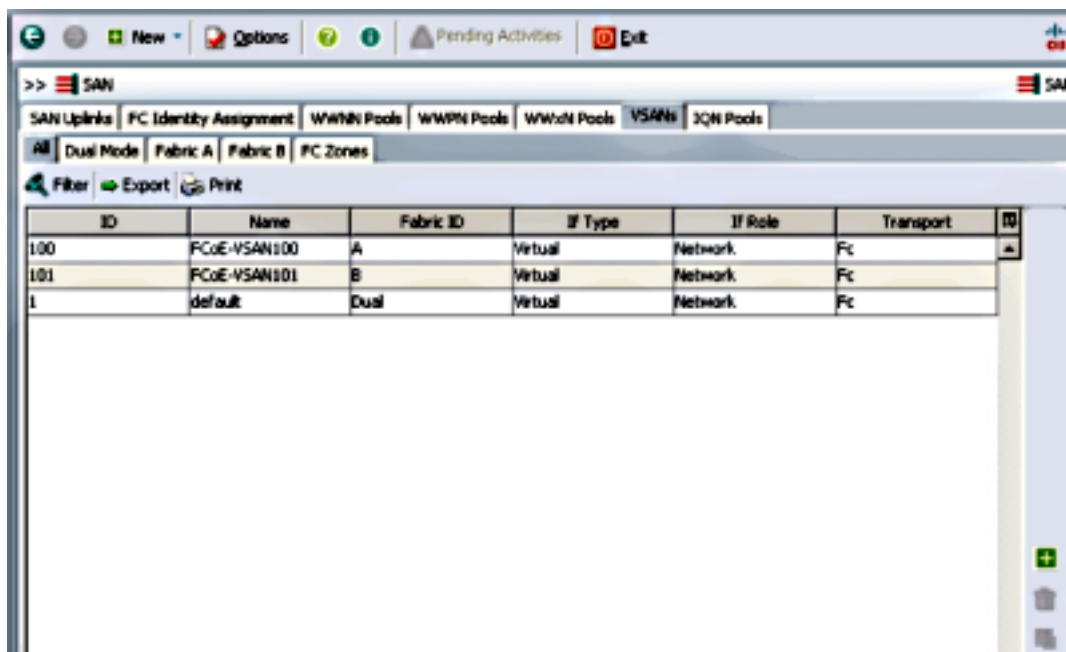 New Options Pending Activities Exit
>> SAN
SAN Uplinks FC Identity Assignment WWNN Pools WWPN Pools WWxN Pools VSANs IQN Pools
All Dual Mode Fabric A Fabric B FC Zones
Filter Export Print
ID Name Fabric ID If Type If Role Transport
100 FCoE-VSAN100 A Virtual Network Fc
101 FCoE-VSAN101 B Virtual Network Fc
1 default Dual Virtual Network Fc